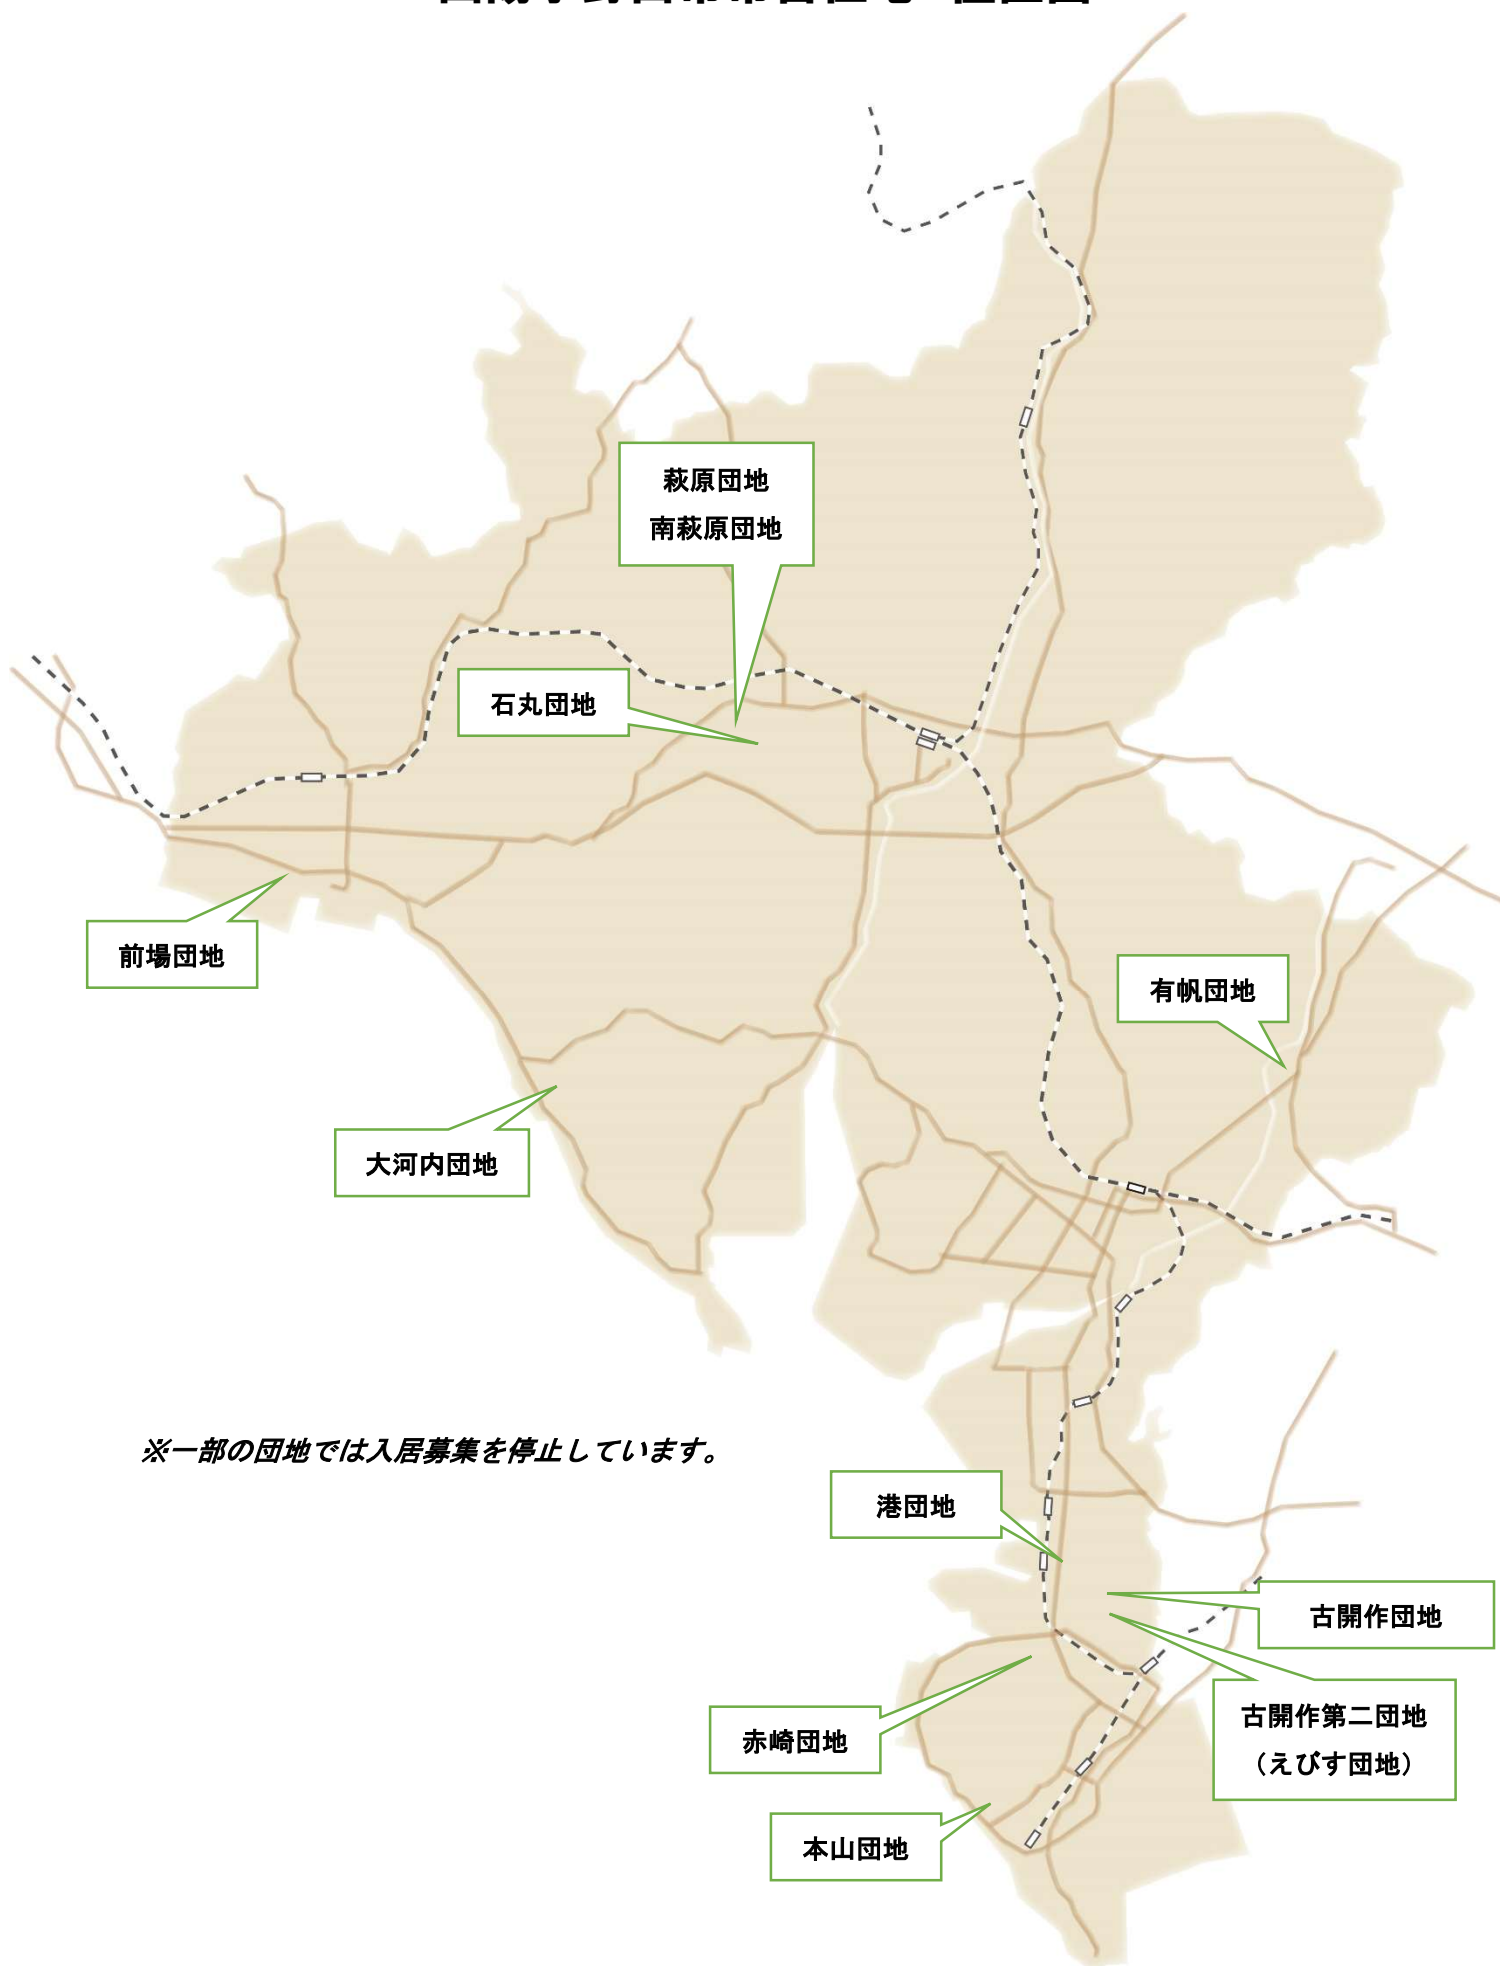 萩原団地
南萩原団地
石丸団地
前場団地
有帆団地
大河内団地
※一部の団地では入居募集を停止しています。
港団地
古開作団地
赤崎団地
古開作第二団地
（えびす団地）
本山団地